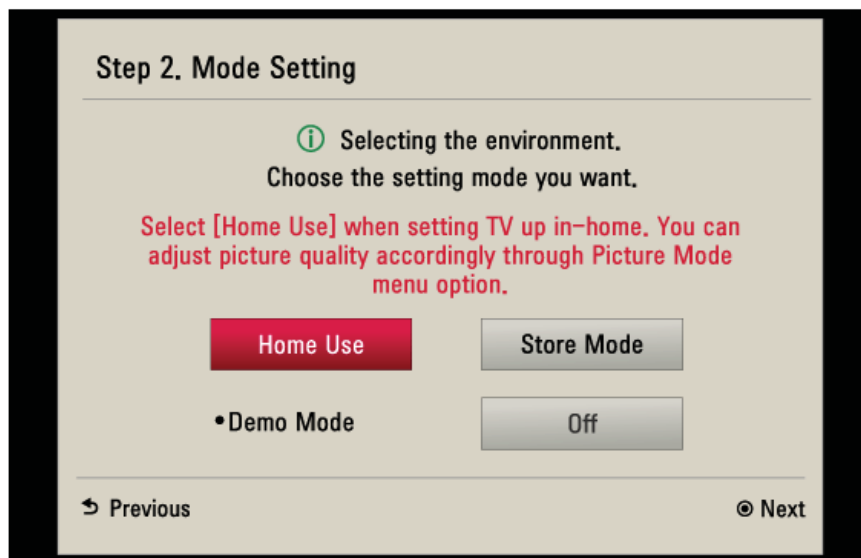 Step 2. Mode Setting
ⓘ Selecting the environment.
Choose the setting mode you want.
Select [Home Use] when setting TV up in-home. You can
adjust picture quality accordingly through Picture Mode
menu option.
Home Use
Store Mode
•Demo Mode
Off
Previous
Next